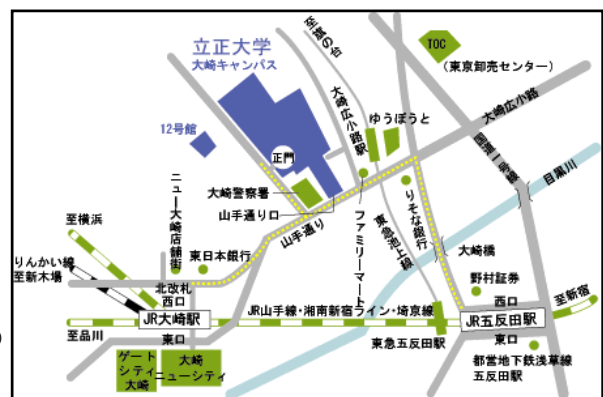 立正大学
大崎キャンパス
12号館
正門
大崎警察署
山手通り口
山手通り
至旗の台
大崎広小路駅
ゆうぽうと
TOC
(東京卸売センター)
大崎広小路
国道一号線
目黒川
ニュー大崎店舗街
東日本銀行
ファミリーマート
東急池上線
りそな銀行
大崎橋
野村証券
至横浜
りんかい線
至新木場
北改札
西口
JR大崎駅
東口
至品川
JR山手線・湘南新宿ライン・埼京線
西口
JR五反田駅
東口
至新宿
東急五反田駅
都営地下鉄浅草線
五反田駅
ゲート
シティ
大崎
大崎
ニューシティ
)